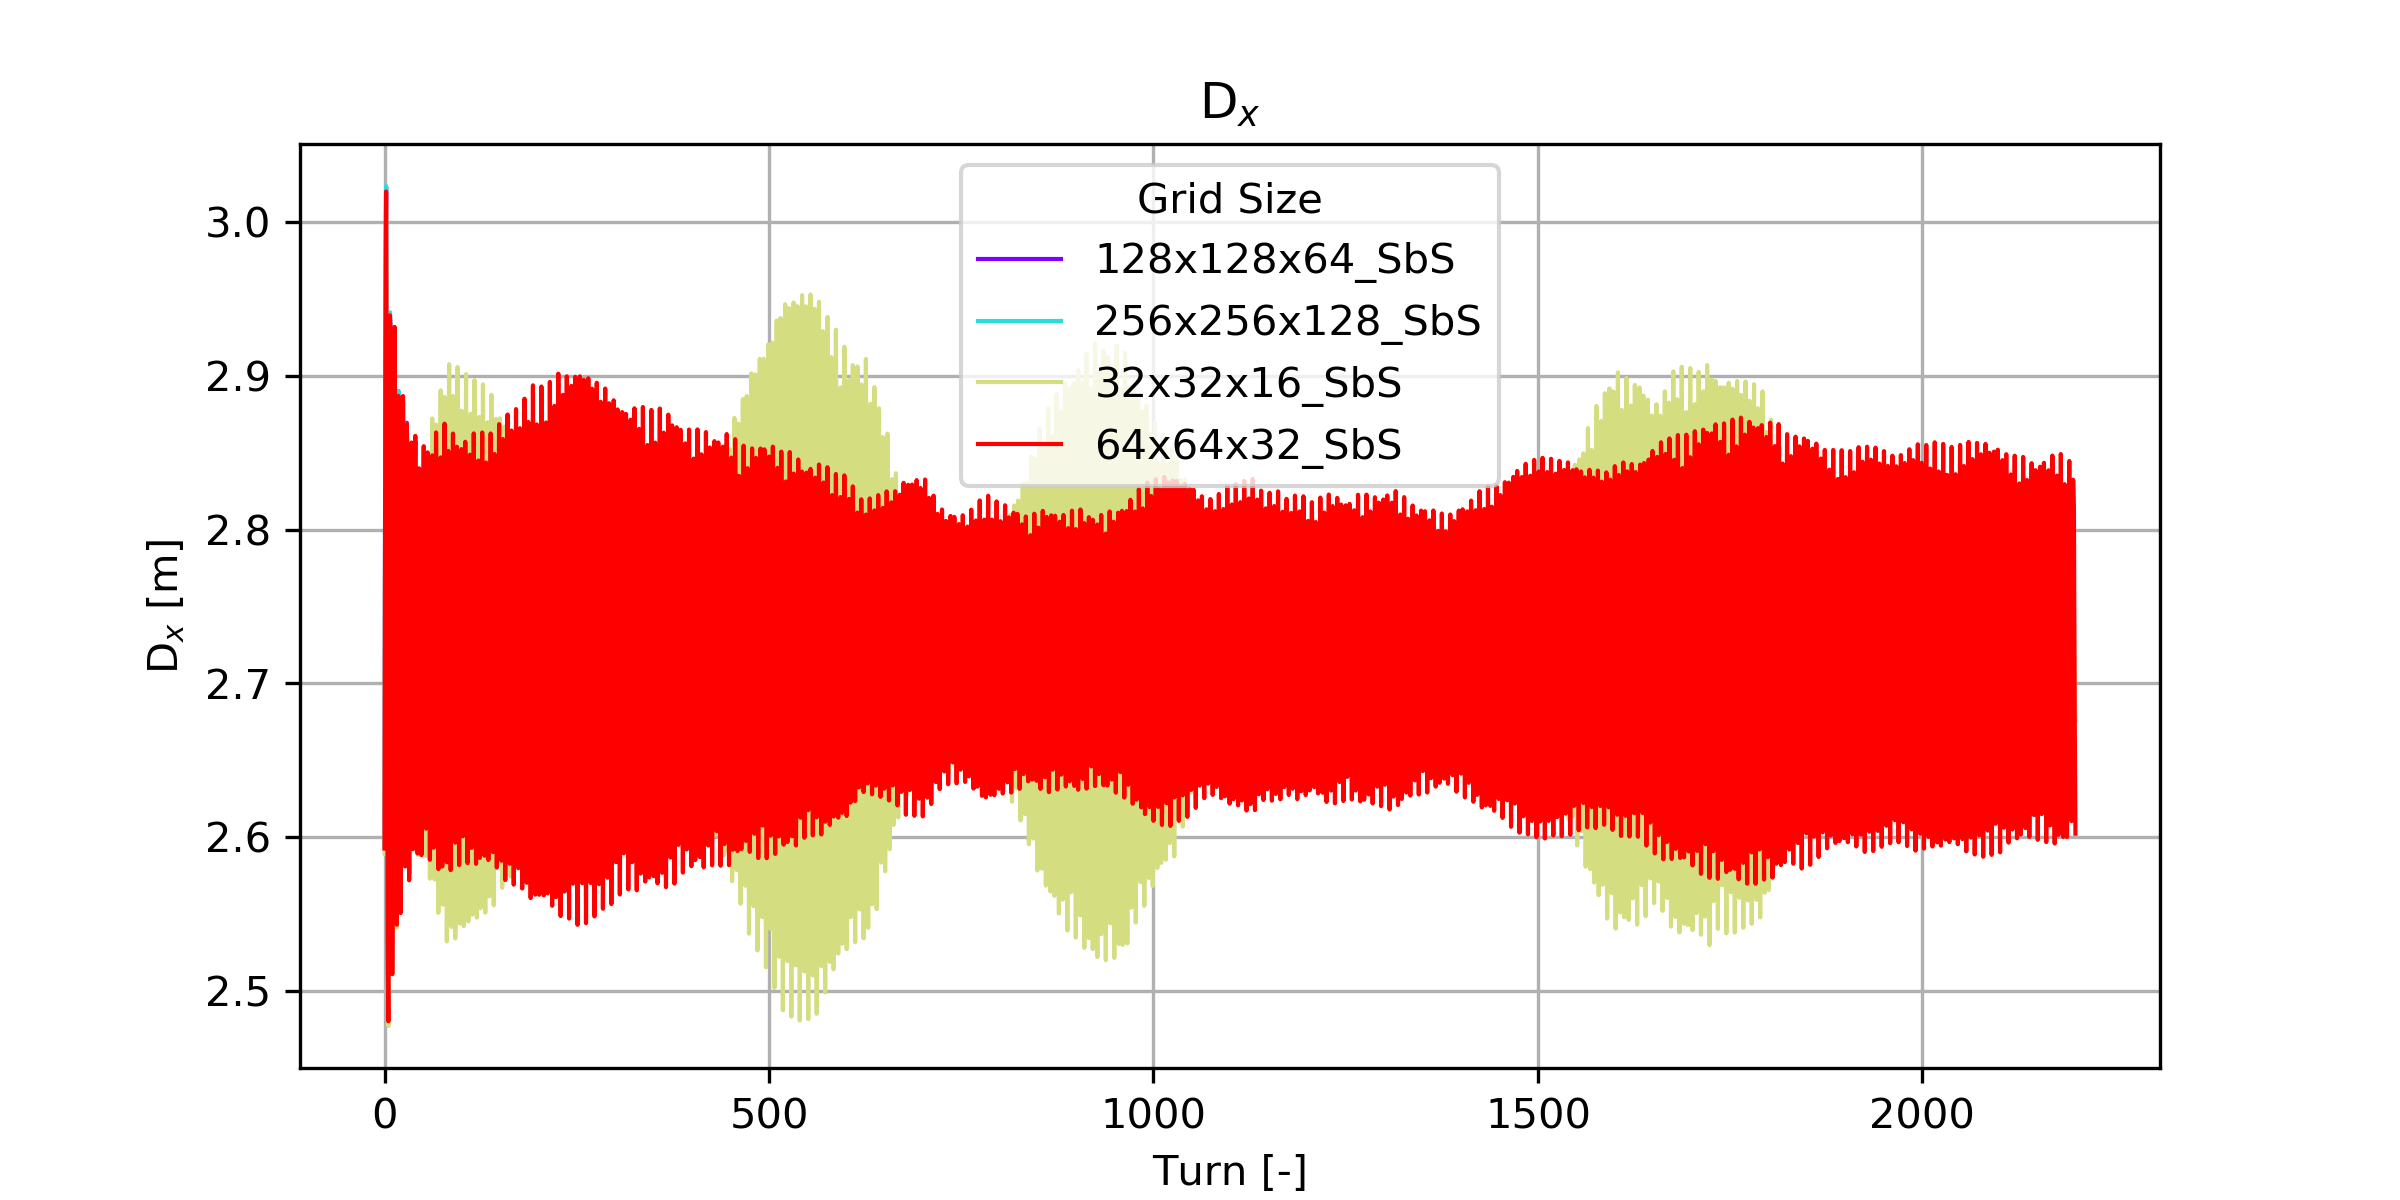 Dₓ
Grid Size
128x128x64_SbS
256x256x128_SbS
32x32x16_SbS
64x64x32_SbS
3.0
2.9
2.8
2.7
2.6
2.5
Dₓ [m]
0 500 1000 1500 2000
Turn [-]